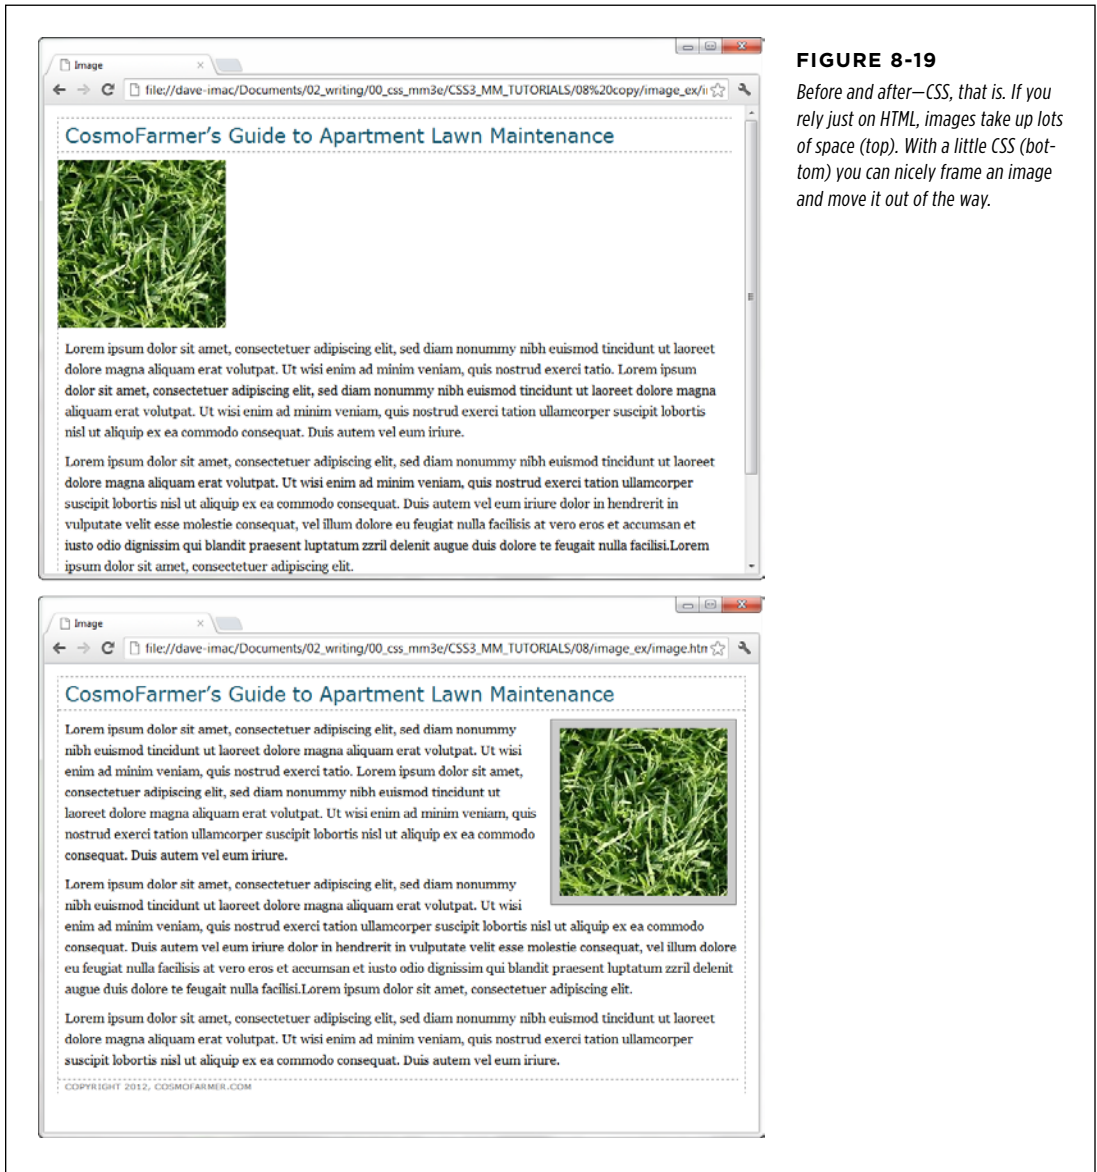 Image
file://dave-imac/Documents/02_writing/00_css_mm3e/CSS3_MM_TUTORIALS/08%20copy/image_ex/i
CosmoFarmer's Guide to Apartment Lawn Maintenance
Lorem ipsum dolor sit amet, consectetuer adipiscing elit, sed diam nonummy nibh euismod tincidunt ut laoreet
dolore magna aliquam erat volutpat. Ut wisi enim ad minim veniam, quis nostrud exerci tatio. Lorem ipsum
dolor sit amet, consectetuer adipiscing elit, sed diam nonummy nibh euismod tincidunt ut laoreet dolore magna
aliquam erat volutpat. Ut wisi enim ad minim veniam, quis nostrud exerci tation ullamcorper suscipit lobortis
nisl ut aliquip ex ea commodo consequat. Duis autem vel eum iriure.
Lorem ipsum dolor sit amet, consectetuer adipiscing elit, sed diam nonummy nibh euismod tincidunt ut laoreet
dolore magna aliquam erat volutpat. Ut wisi enim ad minim veniam, quis nostrud exerci tation ullamcorper
suscipit lobortis nisl ut aliquip ex ea commodo consequat. Duis autem vel eum iriure dolor in hendrerit in
vulputate velit esse molestie consequat, vel illum dolore eu feugiat nulla facilisis at vero eros et accumsan et
iusto odio dignissim qui blandit praesent luptatum zzril delenit augue duis dolore te feugait nulla facilisi.Lorem
ipsum dolor sit amet, consectetuer adipiscing elit.
Image
file://dave-imac/Documents/02_writing/00_css_mm3e/CSS3_MM_TUTORIALS/08/image_ex/image.htm
CosmoFarmer's Guide to Apartment Lawn Maintenance
Lorem ipsum dolor sit amet, consectetuer adipiscing elit, sed diam nonummy
nibh euismod tincidunt ut laoreet dolore magna aliquam erat volutpat. Ut wisi
enim ad minim veniam, quis nostrud exerci tatio. Lorem ipsum dolor sit amet,
consectetuer adipiscing elit, sed diam nonummy nibh euismod tincidunt ut
laoreet dolore magna aliquam erat volutpat. Ut wisi enim ad minim veniam, quis
nostrud exerci tation ullamcorper suscipit lobortis nisl ut aliquip ex ea commodo
consequat. Duis autem vel eum iriure.
Lorem ipsum dolor sit amet, consectetuer adipiscing elit, sed diam nonummy
nibh euismod tincidunt ut laoreet dolore magna aliquam erat volutpat. Ut wisi
enim ad minim veniam, quis nostrud exerci tation ullamcorper suscipit lobortis nisl ut aliquip ex ea commodo
consequat. Duis autem vel eum iriure dolor in hendrerit in vulputate velit esse molestie consequat, vel illum dolore
eu feugiat nulla facilisis at vero eros et accumsan et iusto odio dignissim qui blandit praesent luptatum zzril delenit
augue duis dolore te feugait nulla facilisi.Lorem ipsum dolor sit amet, consectetuer adipiscing elit.
Lorem ipsum dolor sit amet, consectetuer adipiscing elit, sed diam nonummy nibh euismod tincidunt ut laoreet
dolore magna aliquam erat volutpat. Ut wisi enim ad minim veniam, quis nostrud exerci tation ullamcorper
suscipit lobortis nisl ut aliquip ex ea commodo consequat. Duis autem vel eum iriure.
COPYRIGHT 2012, COSMOFARMER.COM
FIGURE 8-19
Before and after—CSS, that is. If you
rely just on HTML, images take up lots
of space (top). With a little CSS (bot-
tom) you can nicely frame an image
and move it out of the way.